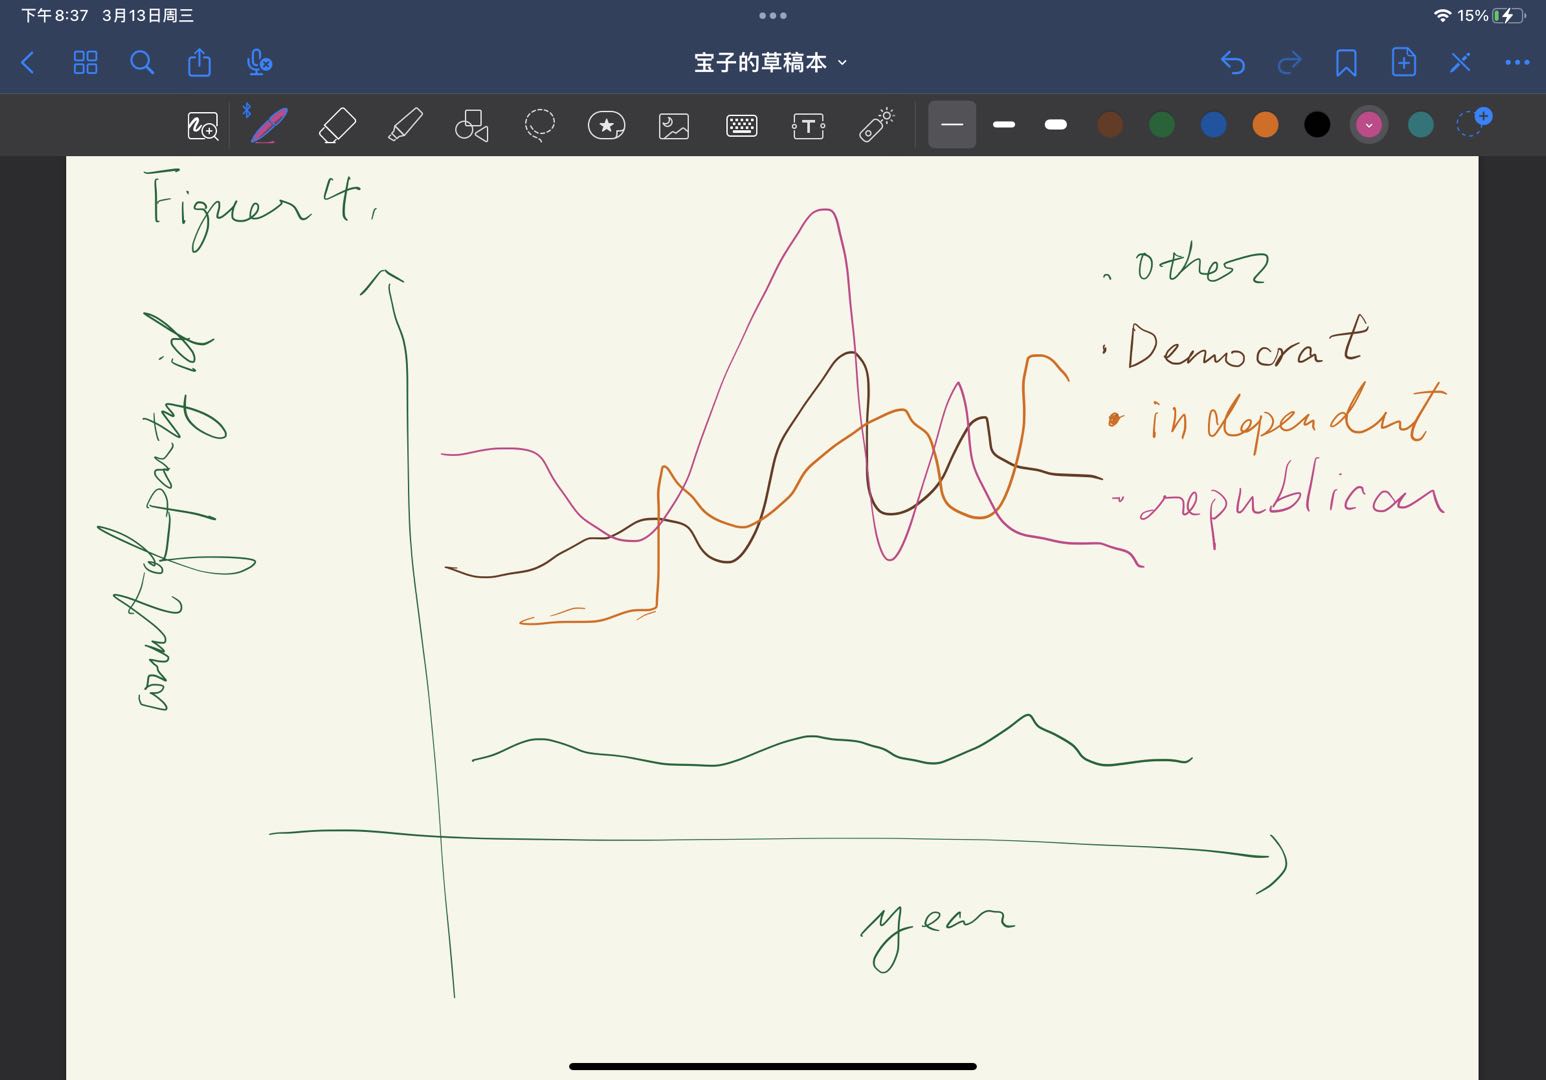 下午8:37 3月13日周三
15%
宝子的草稿本
T
Figuer 4.
count of party id
other
Democrat
independut
republican
year